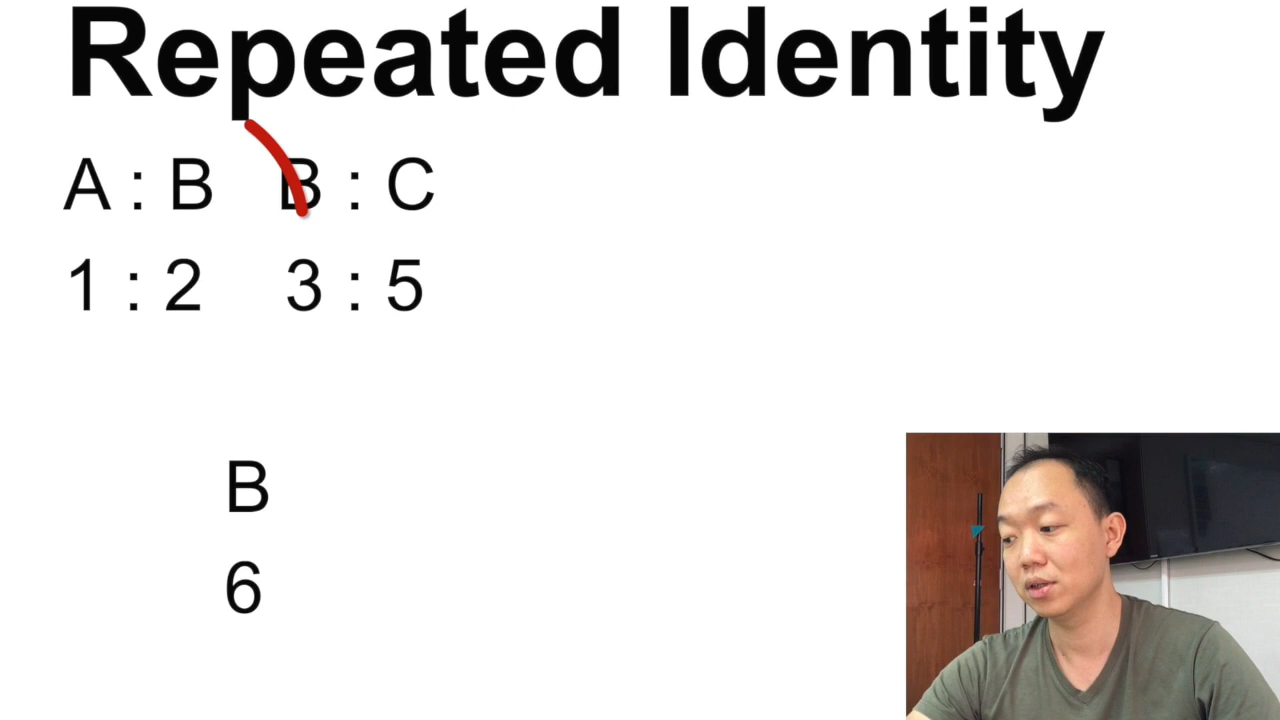 Repeated Identity
A : B B : C
1 : 2 3 : 5
B
6